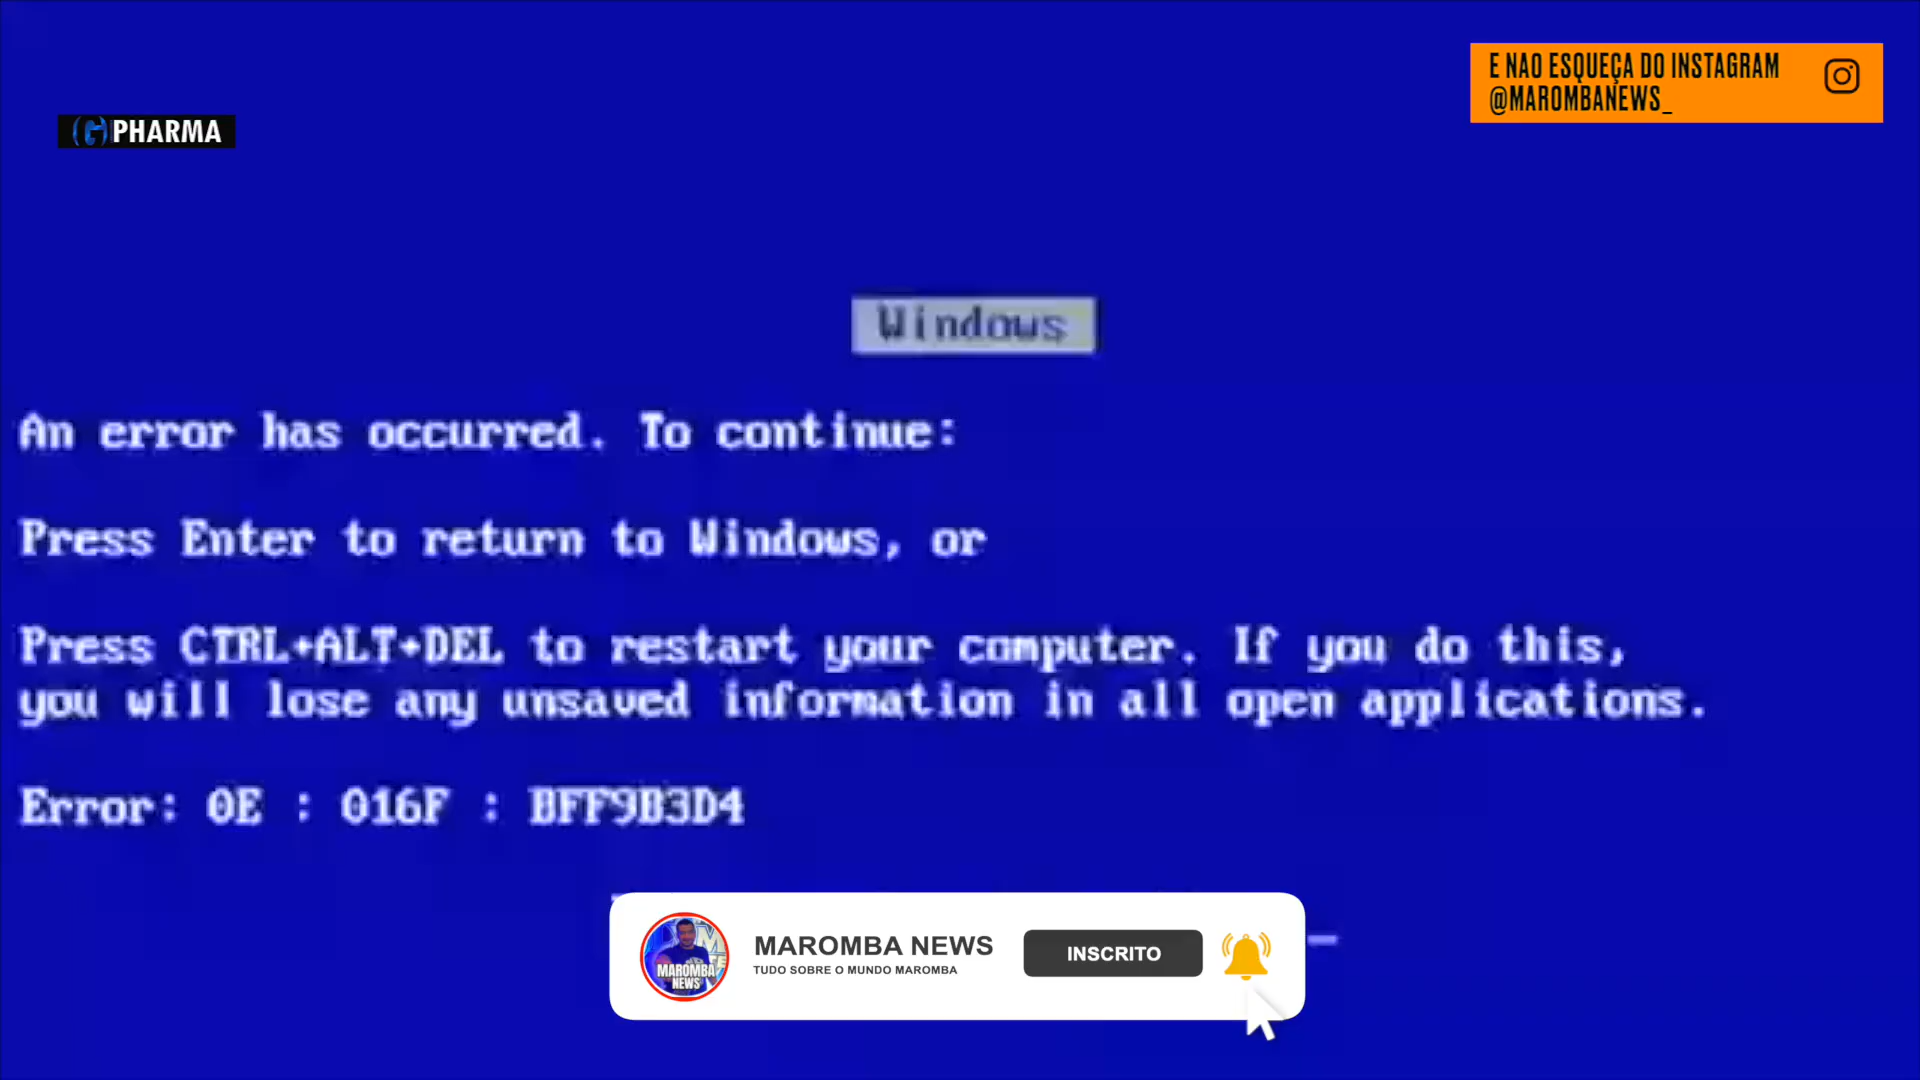 E NAO ESQUEÇA DO INSTAGRAM
@MAROMBANEWS_
G PHARMA
Windows
An error has occurred. To continue:
Press Enter to return to Windows, or
Press CTRL+ALT+DEL to restart your computer. If you do this,
you will lose any unsaved information in all open applications.
Error: 0E : 016F : BFF9B3D4
MAROMBA
NEWS
MAROMBA NEWS
TUDO SOBRE O MUNDO MAROMBA
INSCRITO